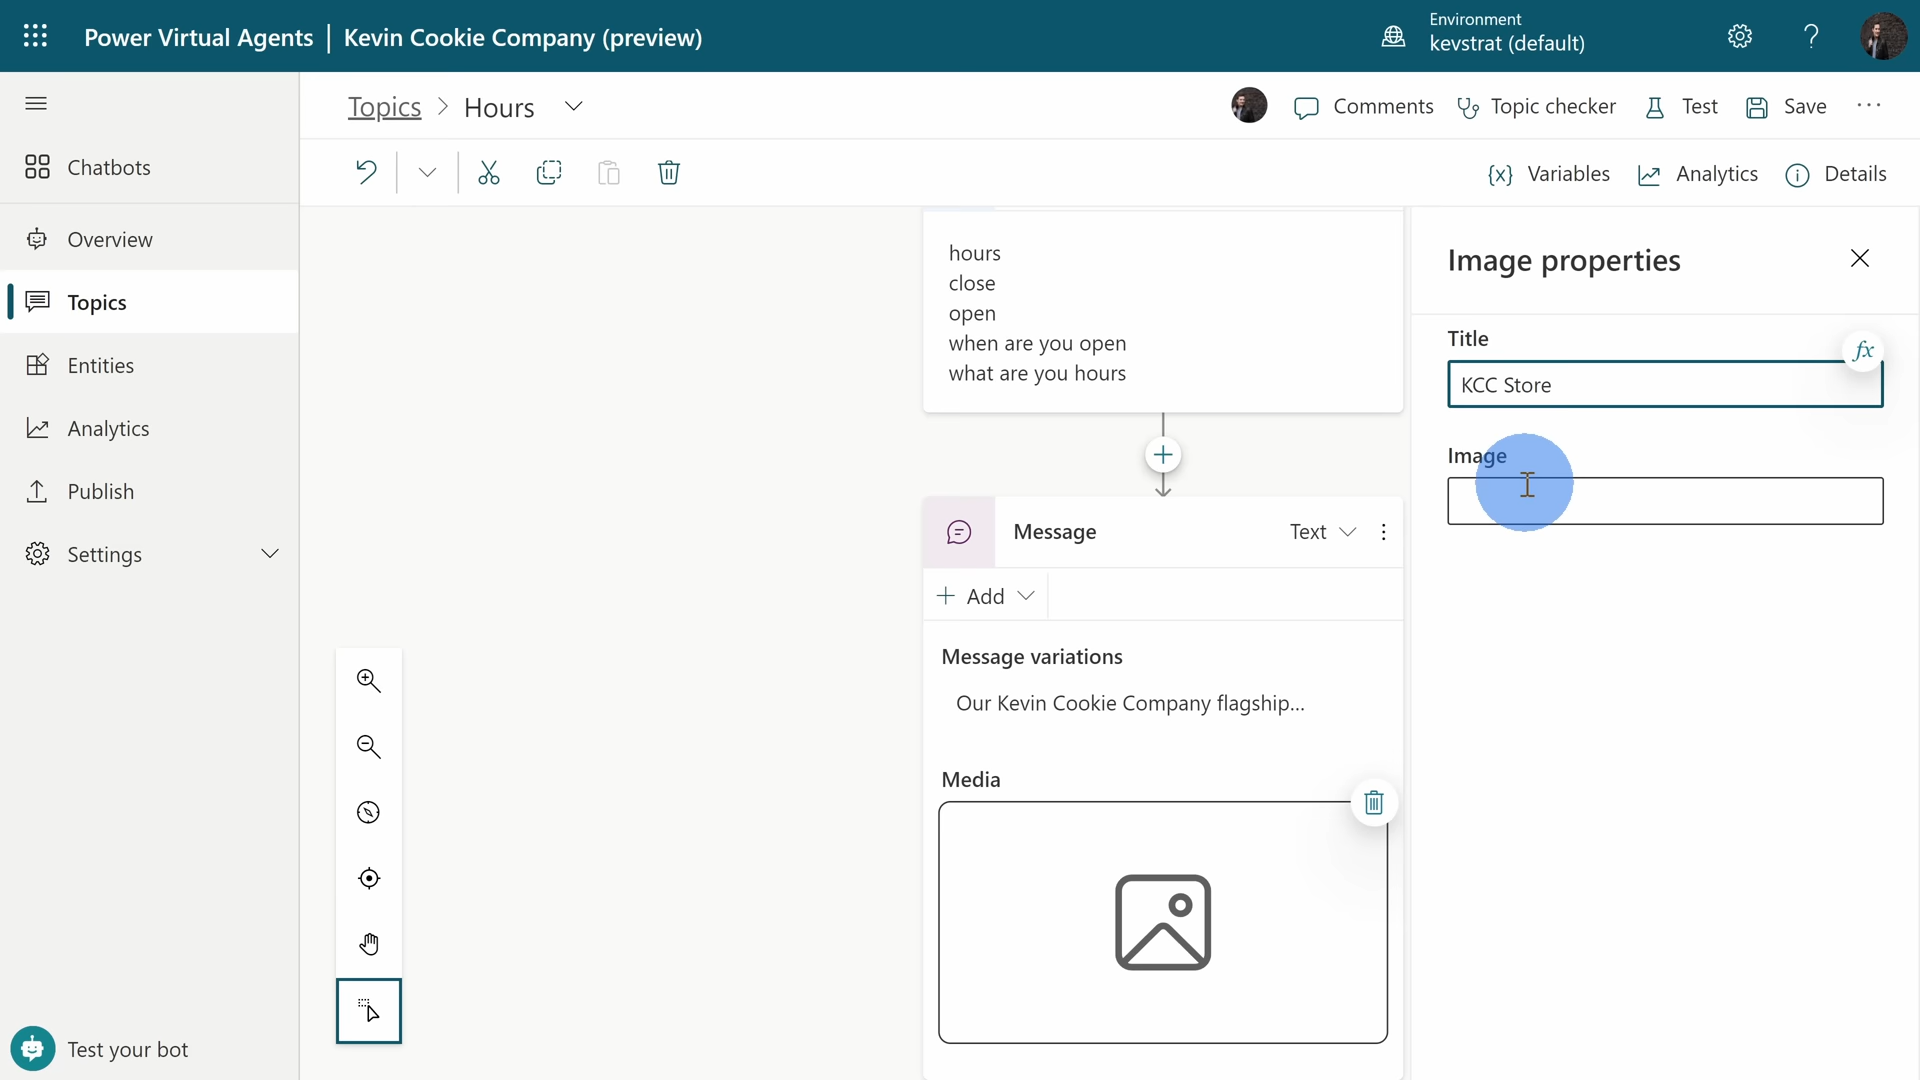 Power Virtual Agents | Kevin Cookie Company (preview)
Environment
kevstrat (default)
Topics > Hours
Comments
Topic checker
Test
Save
Chatbots
{x} Variables
Analytics
Details
Overview
Topics
Entities
Analytics
Publish
Settings
Test your bot
hours
close
open
when are you open
what are you hours
Message
Text
Add
Message variations
Our Kevin Cookie Company flagship...
Media
Image properties
Title
fx
KCC Store
Image